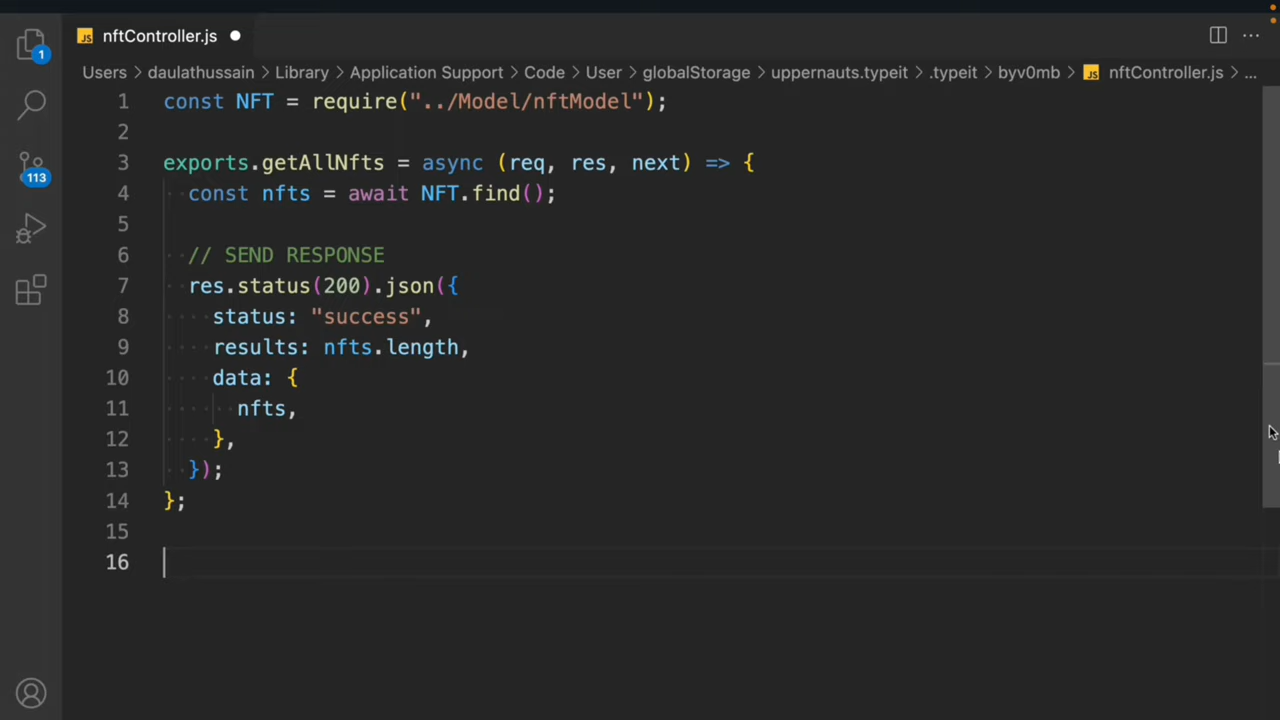 nftController.js
1
Users > daulathussain > Library > Application Support > Code > User > globalStorage > uppernauts.typeit > .typeit > byv0mb > JS nftController.js > ...
113
1 const NFT = require("../Model/nftModel");
2
3 exports.getAllNfts = async (req, res, next) => {
4 const nfts = await NFT.find();
5
6 // SEND RESPONSE
7 res.status(200).json({
8 status: "success",
9 results: nfts.length,
10 data: {
11 nfts,
12 },
13 });
14 };
15
16